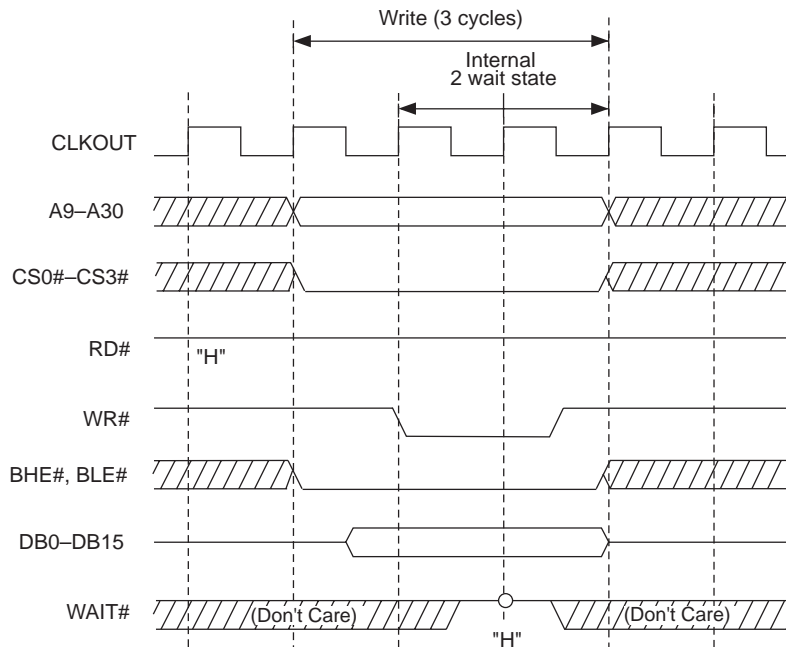 Write (3 cycles)
Internal
2 wait state
CLKOUT
A9–A30
CS0#–CS3#
RD#
"H"
WR#
BHE#, BLE#
DB0–DB15
WAIT#
(Don't Care)
(Don't Care)
"H"